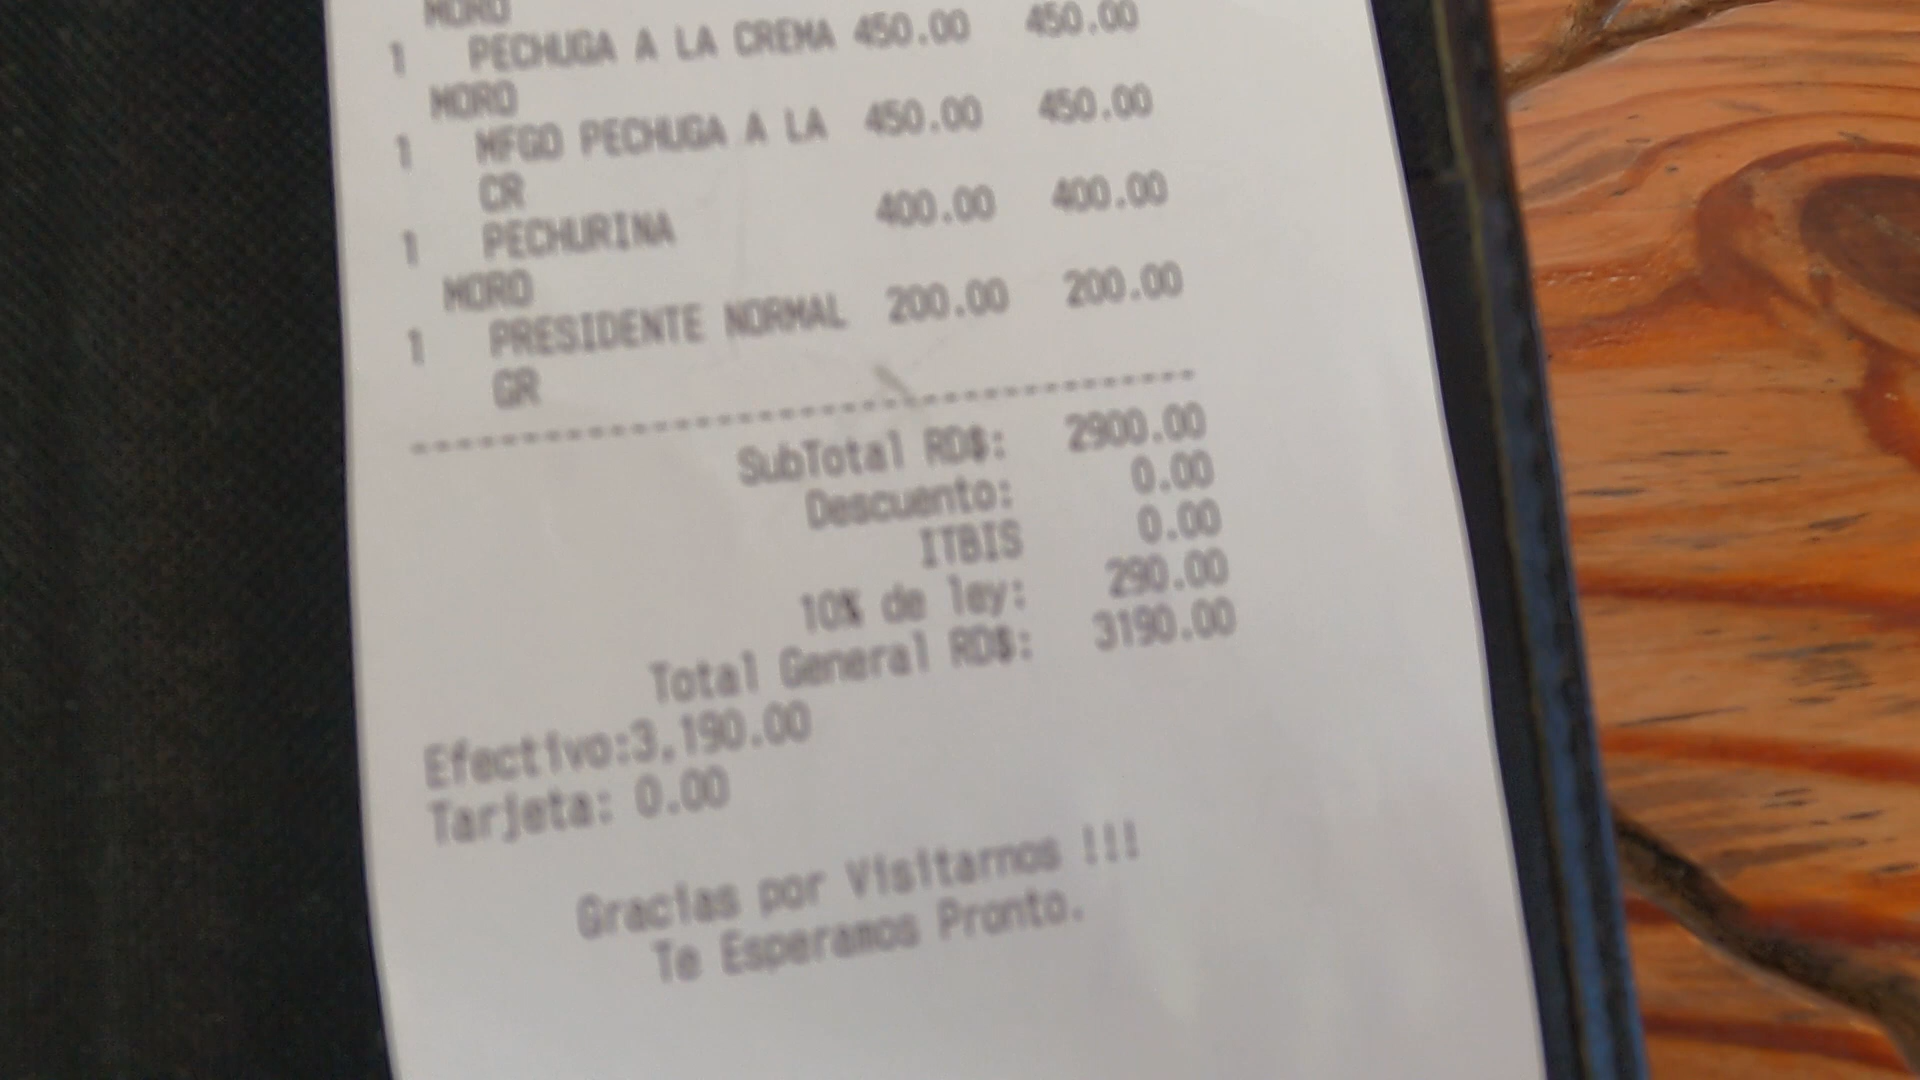 MORO
1 PECHUGA A LA CREMA 450.00 450.00
MORO
1 MFGO PECHUGA A LA 450.00 450.00
CR
1 PECHURINA 400.00 400.00
MORO
1 PRESIDENTE NORMAL 200.00 200.00
GR
SubTotal RD$: 2900.00
Descuento: 0.00
ITBIS 0.00
10% de ley: 290.00
Total General RD$: 3190.00
Efectivo:3,190.00
Tarjeta: 0.00
Gracias por Visitarnos !!!
Te Esperamos Pronto.